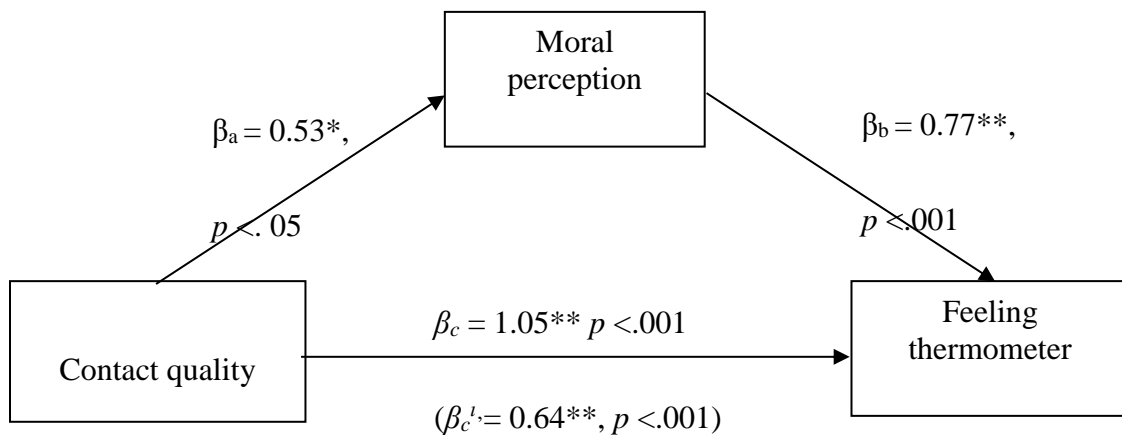 Moral
perception
βa = 0.53*,
p <. 05
βb = 0.77**,
p <.001
Contact quality
βc = 1.05** p <.001
(βcˡ,= 0.64**, p <.001)
Feeling
thermometer